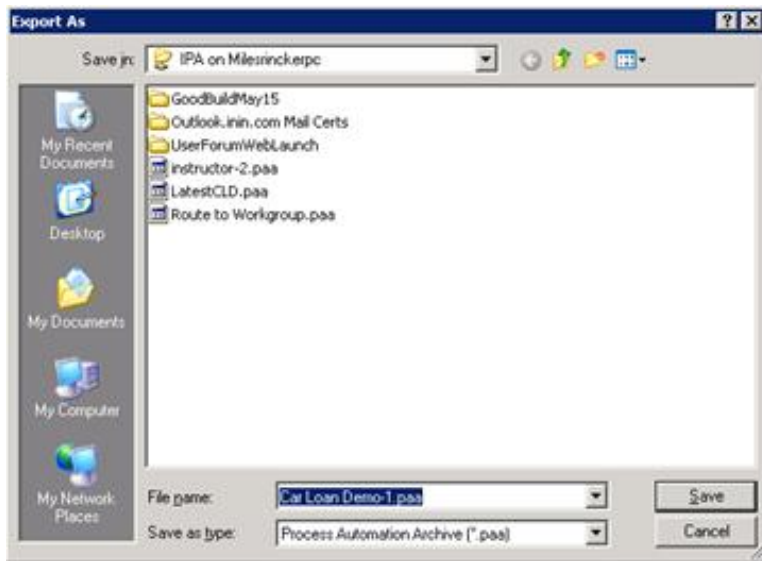 Export As
Save in:
IPA on Milesrinckerpc
GoodBuildMay15
Outlook.inin.com Mail Certs
UserForumWebLaunch
instructor-2.paa
LatestCLD.paa
Route to Workgroup.paa
My Recent
Documents
Desktop
My Documents
My Computer
My Network
Places
File name:
Car Loan Demo-1.paa
Save
Save as type:
Process Automation Archive (*.paa)
Cancel